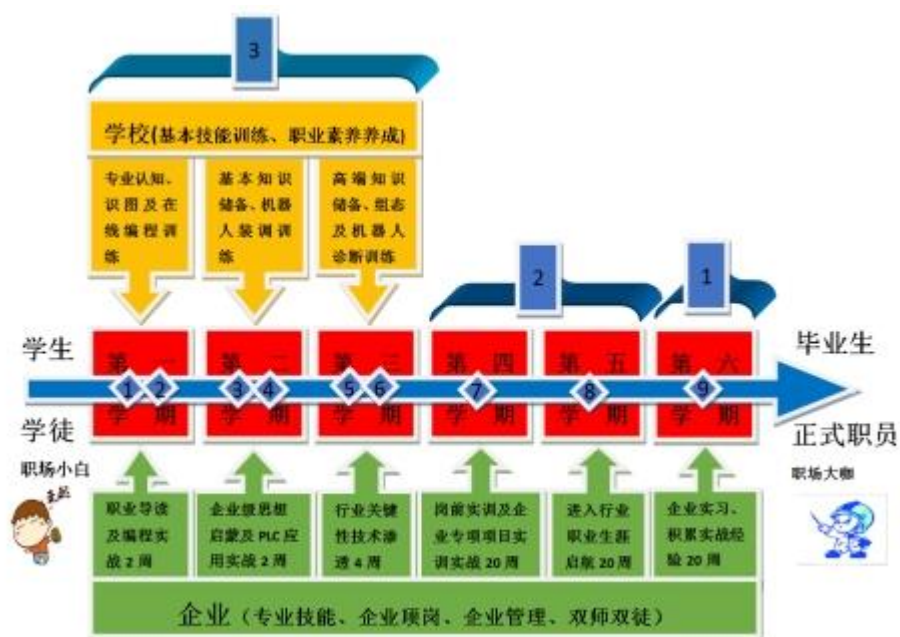 3
学校(基本技能训练、职业素养养成)
专业认知、
识图及在
线编程训
练
基本知识
储备、机器
人装调训
练
高端知识
储备、组态
及机器人
诊断训练
2
1
学生
第一
学期
第二
学期
第三
学期
第四
学期
第五
学期
第六
学期
毕业生
1 2 3 4 5 6 7 8 9
学徒
正式职员
职场小白
职场大咖
职业导读
及编程实
战2周
企业级思想
启蒙及PLC应
用实战2周
行业关键
性技术渗
透4周
岗前实训及企
业专项项目实
训实战20周
进入行业
职业生涯
启航20周
企业实习、
积累实战经
验20周
企业（专业技能、企业顶岗、企业管理、双师双徒）